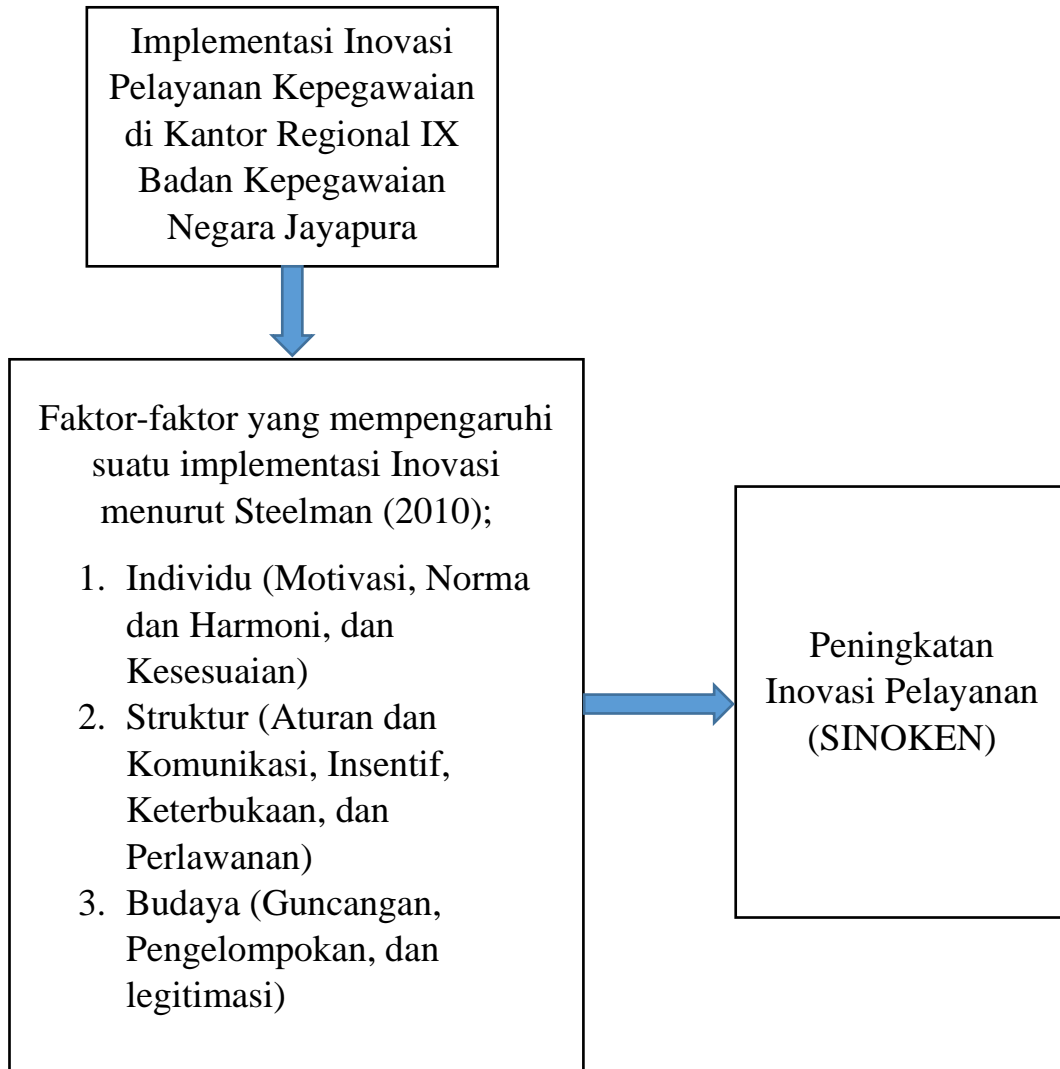 Implementasi Inovasi
Pelayanan Kepegawaian
di Kantor Regional IX
Badan Kepegawaian
Negara Jayapura
Faktor-faktor yang mempengaruhi
suatu implementasi Inovasi
menurut Steelman (2010);
1. Individu (Motivasi, Norma
dan Harmoni, dan
Kesesuaian)
2. Struktur (Aturan dan
Komunikasi, Insentif,
Keterbukaan, dan
Perlawanan)
3. Budaya (Guncangan,
Pengelompokan, dan
legitimasi)
Peningkatan
Inovasi Pelayanan
(SINOKEN)